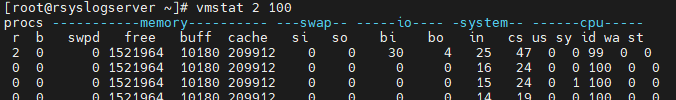 [root@rsyslogserver ~]# vmstat 2 100
procs -----------memory---------- ---swap-- -----io---- -system-- ------cpu-----
r b swpd free buff cache si so bi bo in cs us sy id wa st
2 0 0 1521964 10180 209912 0 0 30 4 25 47 0 0 99 0 0
0 0 0 1521964 10180 209912 0 0 0 0 16 24 0 0 100 0 0
0 0 0 1521964 10180 209912 0 0 0 0 15 24 0 1 100 0 0
0 0 0 1521964 10180 209912 0 0 0 0 14 19 0 0 100 0 0